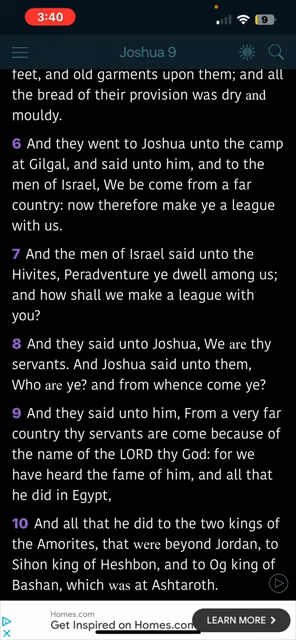 3:40
9
Joshua 9
feet, and old garments upon them; and all
the bread of their provision was dry and
mouldy.
6 And they went to Joshua unto the camp
at Gilgal, and said unto him, and to the
men of Israel, We be come from a far
country: now therefore make ye a league
with us.
7 And the men of Israel said unto the
Hivites, Peradventure ye dwell among us;
and how shall we make a league with
you?
8 And they said unto Joshua, We are thy
servants. And Joshua said unto them,
Who are ye? and from whence come ye?
9 And they said unto him, From a very far
country thy servants are come because of
the name of the LORD thy God: for we
have heard the fame of him, and all that
he did in Egypt,
10 And all that he did to the two kings of
the Amorites, that were beyond Jordan, to
Sihon king of Heshbon, and to Og king of
Bashan, which was at Ashtaroth.
Homes.com
Get Inspired on Homes.com
LEARN MORE >